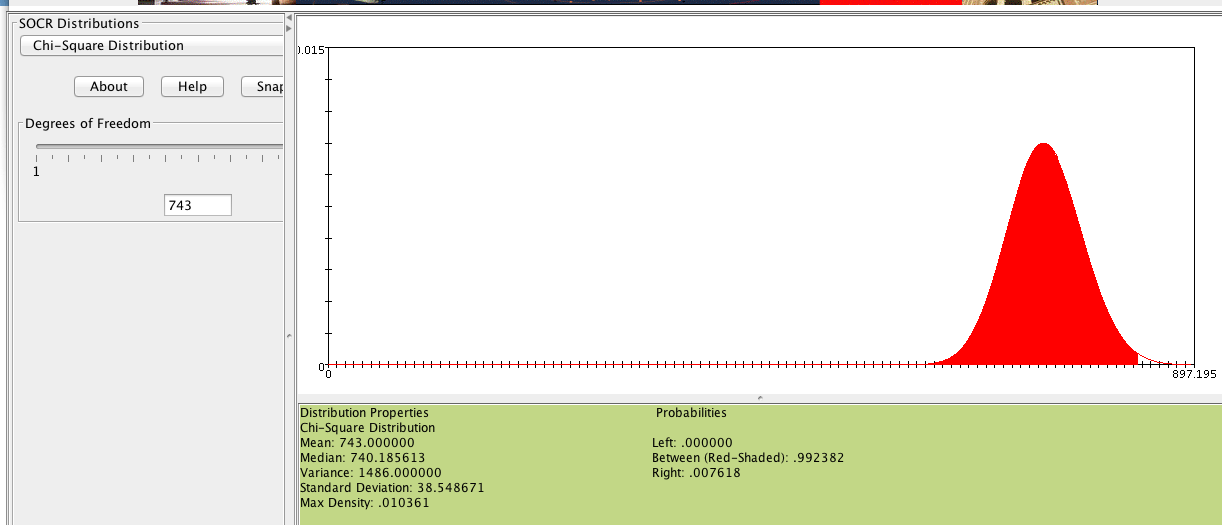 SOCR Distributions
Chi-Square Distribution
About
Help
Snap
Degrees of Freedom
1
743
0.015
0
0
897.195
Distribution Properties
Chi-Square Distribution
Mean: 743.000000
Median: 740.185613
Variance: 1486.000000
Standard Deviation: 38.548671
Max Density: .010361
Probabilities
Left: .000000
Between (Red-Shaded): .992382
Right: .007618